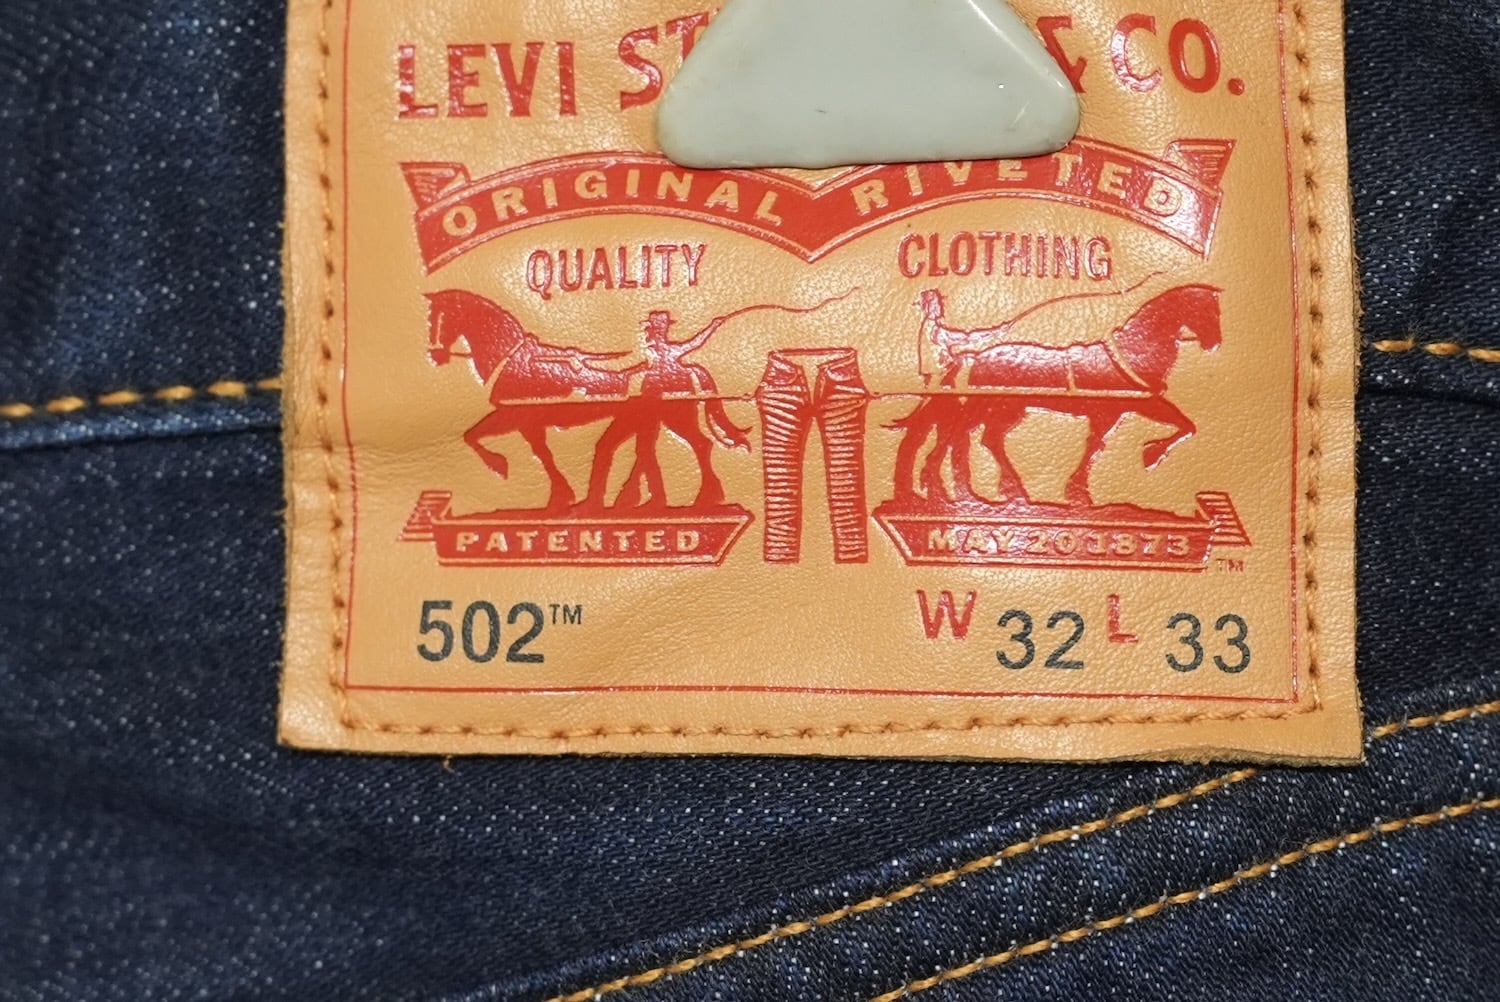 LEVI ST & CO.
ORIGINAL RIVETED
QUALITY CLOTHING
PATENTED MAY 20 1873 TM
502™ W 32 L 33